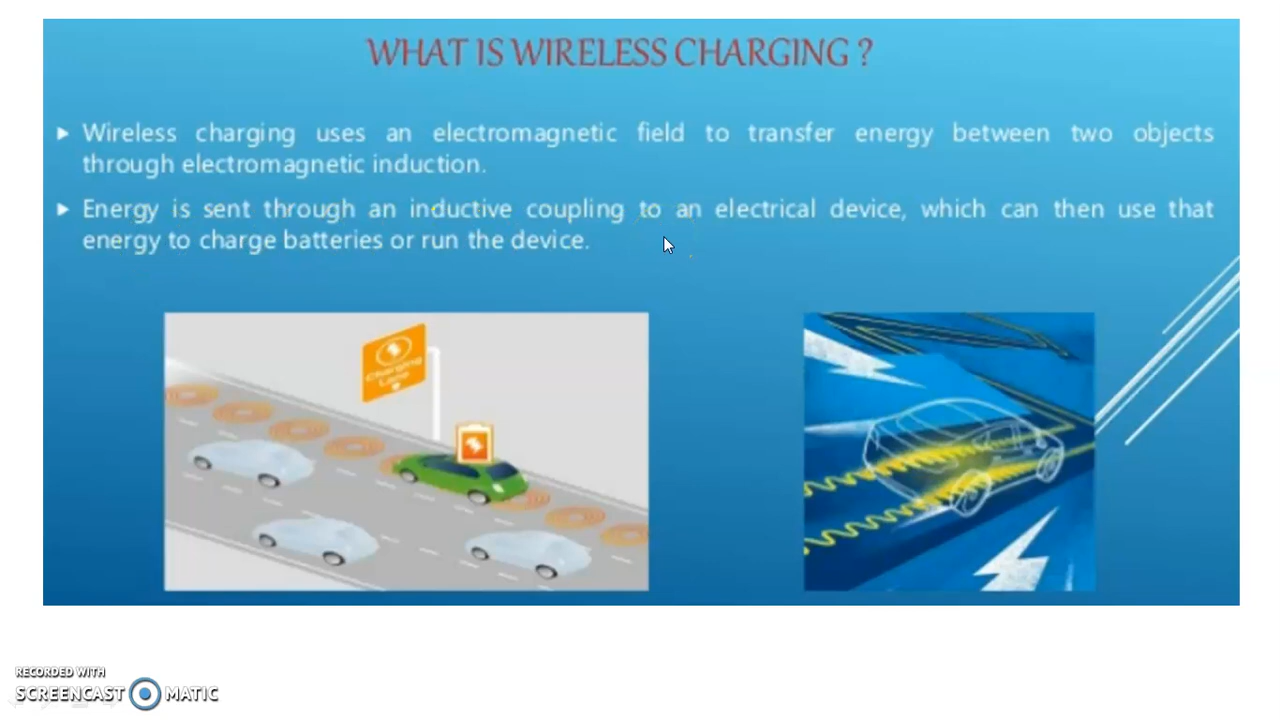 WHAT IS WIRELESS CHARGING ?
Wireless charging uses an electromagnetic field to transfer energy between two objects
through electromagnetic induction.
Energy is sent through an inductive coupling to an electrical device, which can then use that
energy to charge batteries or run the device.
Charging
Lane
RECORDED WITH
SCREENCAST MATIC